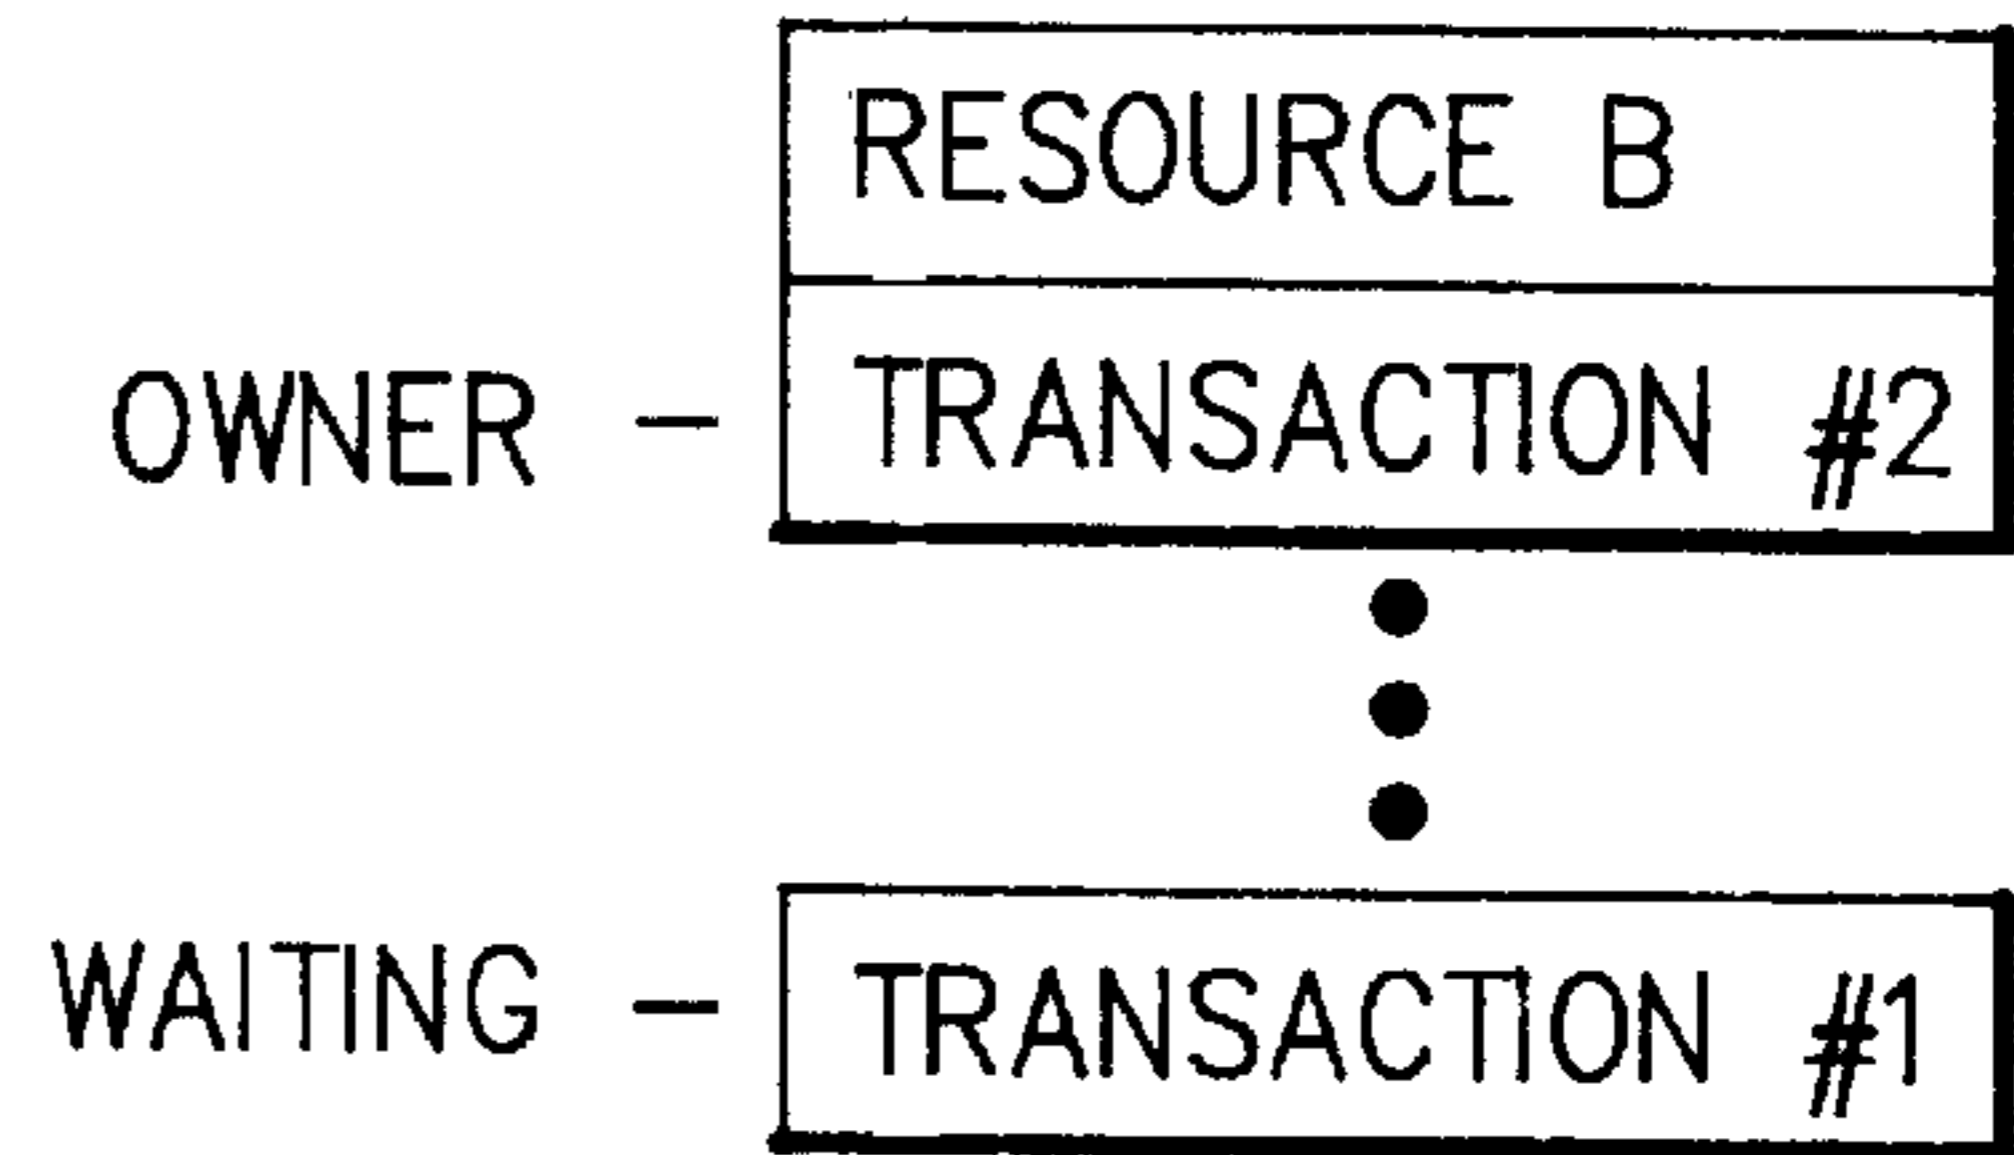 RESOURCE B
OWNER – TRANSACTION #2
WAITING – TRANSACTION #1